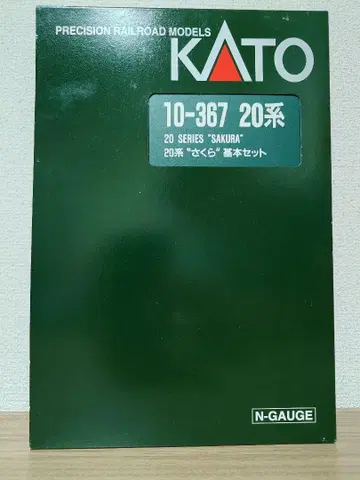 PRECISION RAILROAD MODELS
KATO
10-367 20系
20 SERIES "SAKURA"
20系 "さくら" 基本セット
N-GAUGE